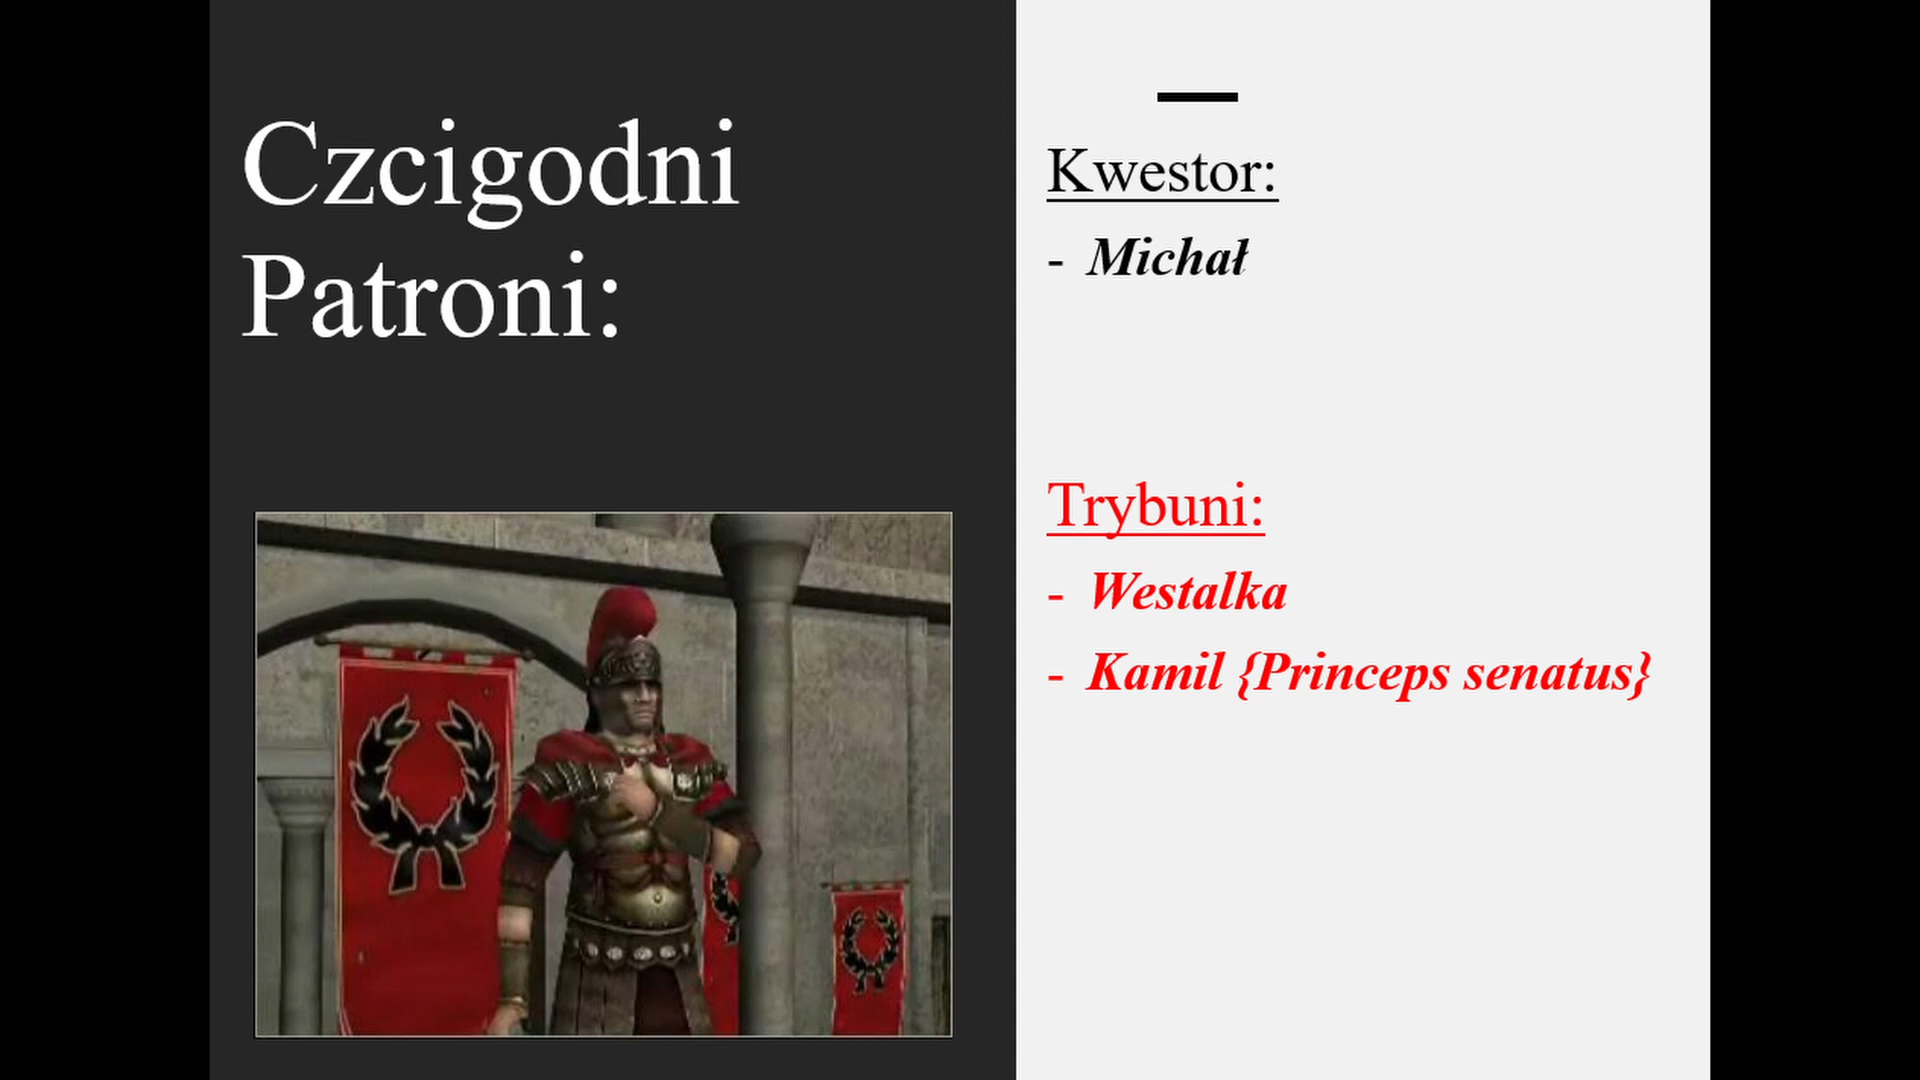 Czcigodni
Patroni:
Kwestor:
- Michał
Trybuni:
- Westalka
- Kamil {Princeps senatus}